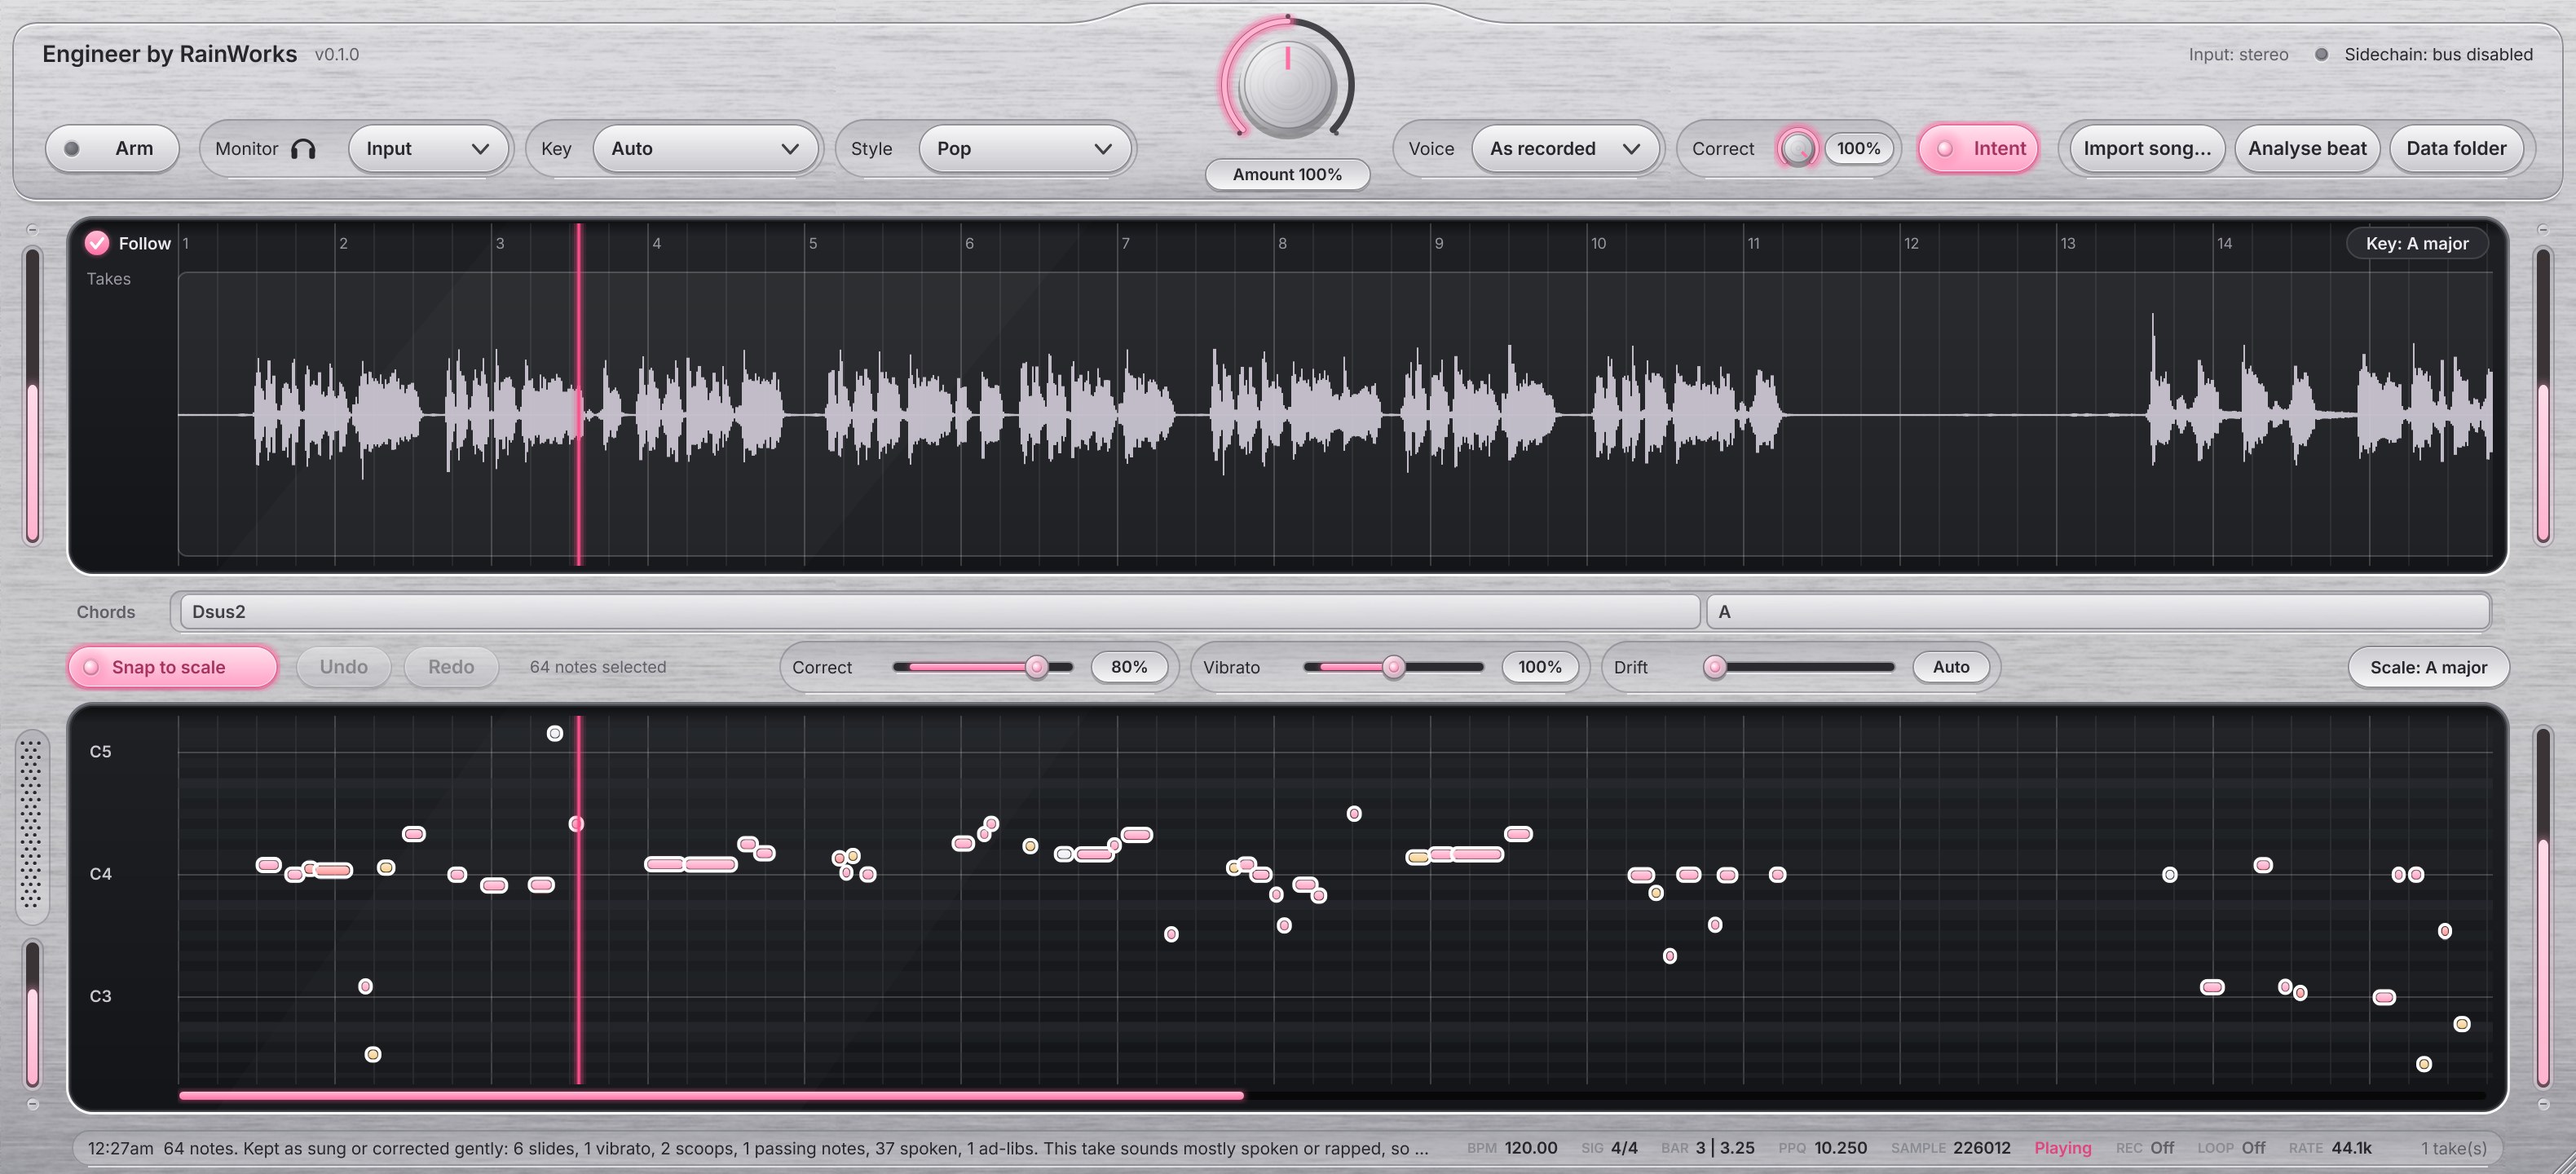 Engineer by RainWorks v0.1.0
Input: stereo Sidechain: bus disabled
Arm Monitor Input Key Auto Style Pop Voice As recorded Correct 100% Intent Import song... Analyse beat Data folder
Amount 100%
Follow 1 2 3 4 5 6 7 8 9 10 11 12 13 14 Key: A major
Takes
Chords Dsus2 A
Snap to scale Undo Redo 64 notes selected Correct 80% Vibrato 100% Drift Auto Scale: A major
C5
C4
C3
12:27am 64 notes. Kept as sung or corrected gently: 6 slides, 1 vibrato, 2 scoops, 1 passing notes, 37 spoken, 1 ad-libs. This take sounds mostly spoken or rapped, so ... BPM 120.00 SIG 4/4 BAR 3 | 3.25 PPQ 10.250 SAMPLE 226012 Playing REC Off LOOP Off RATE 44.1k 1 take(s)